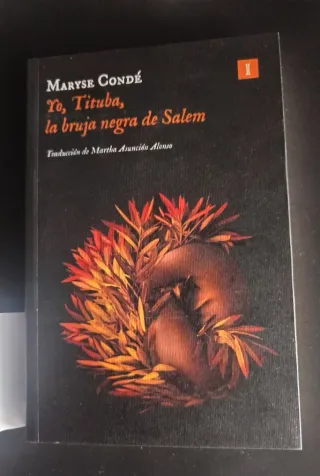 MARYSE CONDÉ
Yo, Tituba,
la bruja negra de Salem
Traducción de Martha Asunción Alonso
I